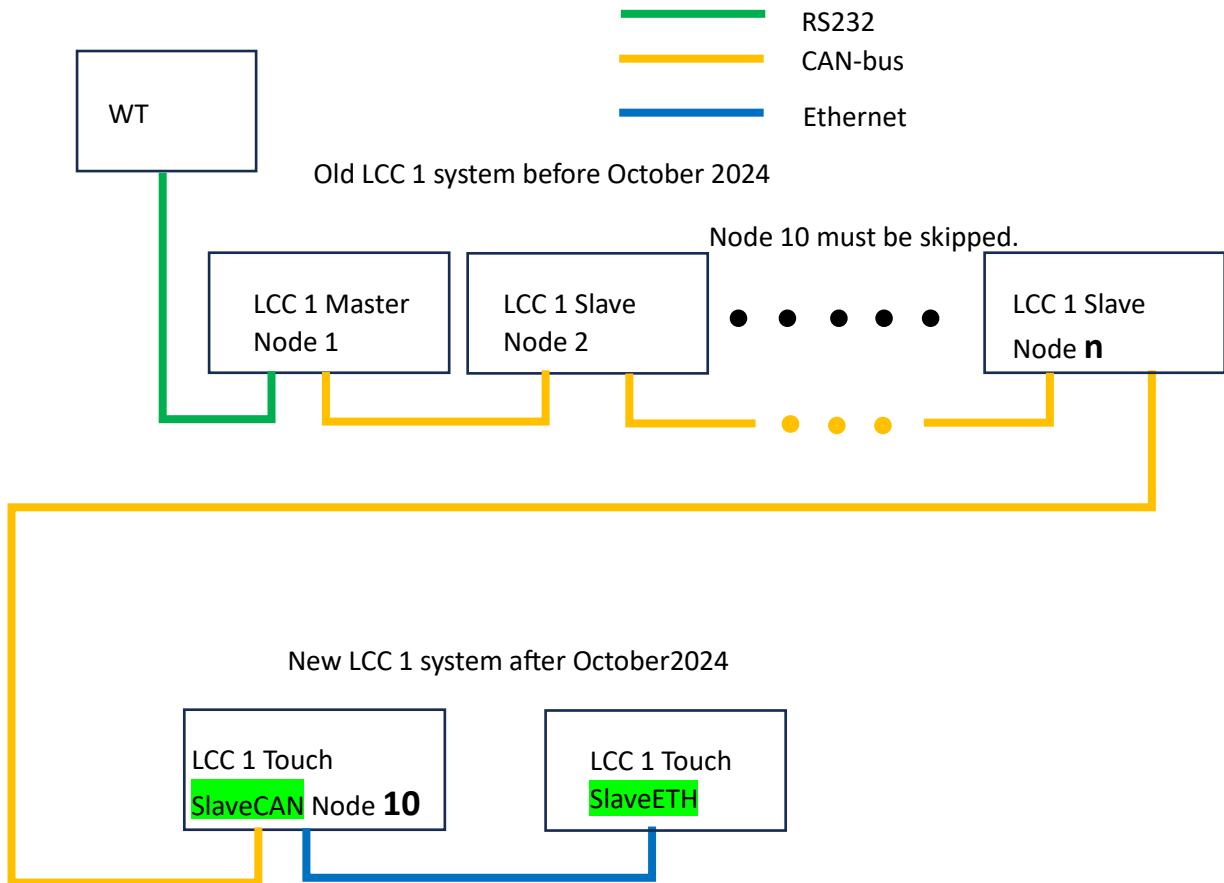 RS232
CAN-bus
Ethernet
WT
Old LCC 1 system before October 2024
Node 10 must be skipped.
LCC 1 Master
Node 1
LCC 1 Slave
Node 2
LCC 1 Slave
Node n
New LCC 1 system after October2024
LCC 1 Touch
SlaveCAN Node 10
LCC 1 Touch
SlaveETH